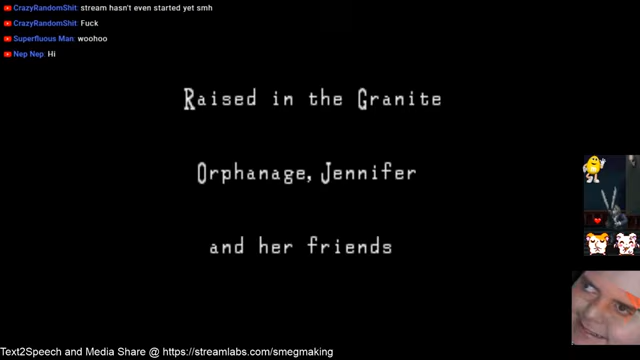 CrazyRandomShit: stream hasn't even started yet smh
CrazyRandomShit: Fuck
Superfluous Man: woohoo
Nep Nep: Hi
Raised in the Granite
Orphanage, Jennifer
and her friends
Text2Speech and Media Share @ https://streamlabs.com/smegmaking